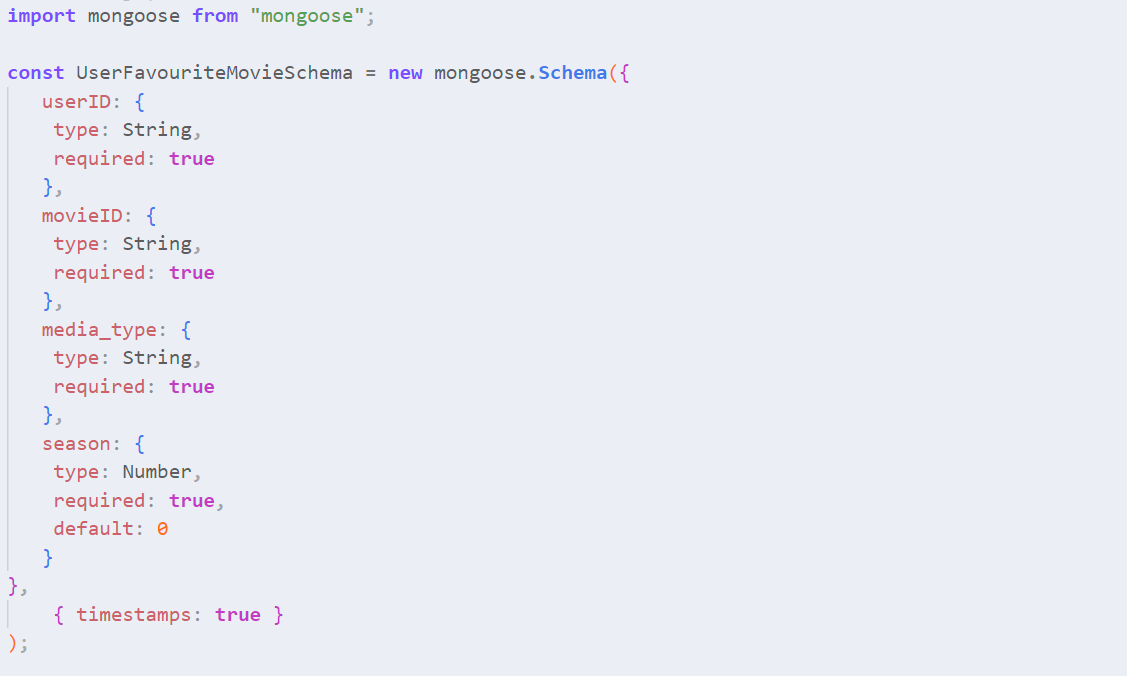 import mongoose from "mongoose";
const UserFavouriteMovieSchema = new mongoose.Schema({
userID: {
type: String,
required: true
},
movieID: {
type: String,
required: true
},
media_type: {
type: String,
required: true
},
season: {
type: Number,
required: true,
default: 0
}
},
{ timestamps: true }
);